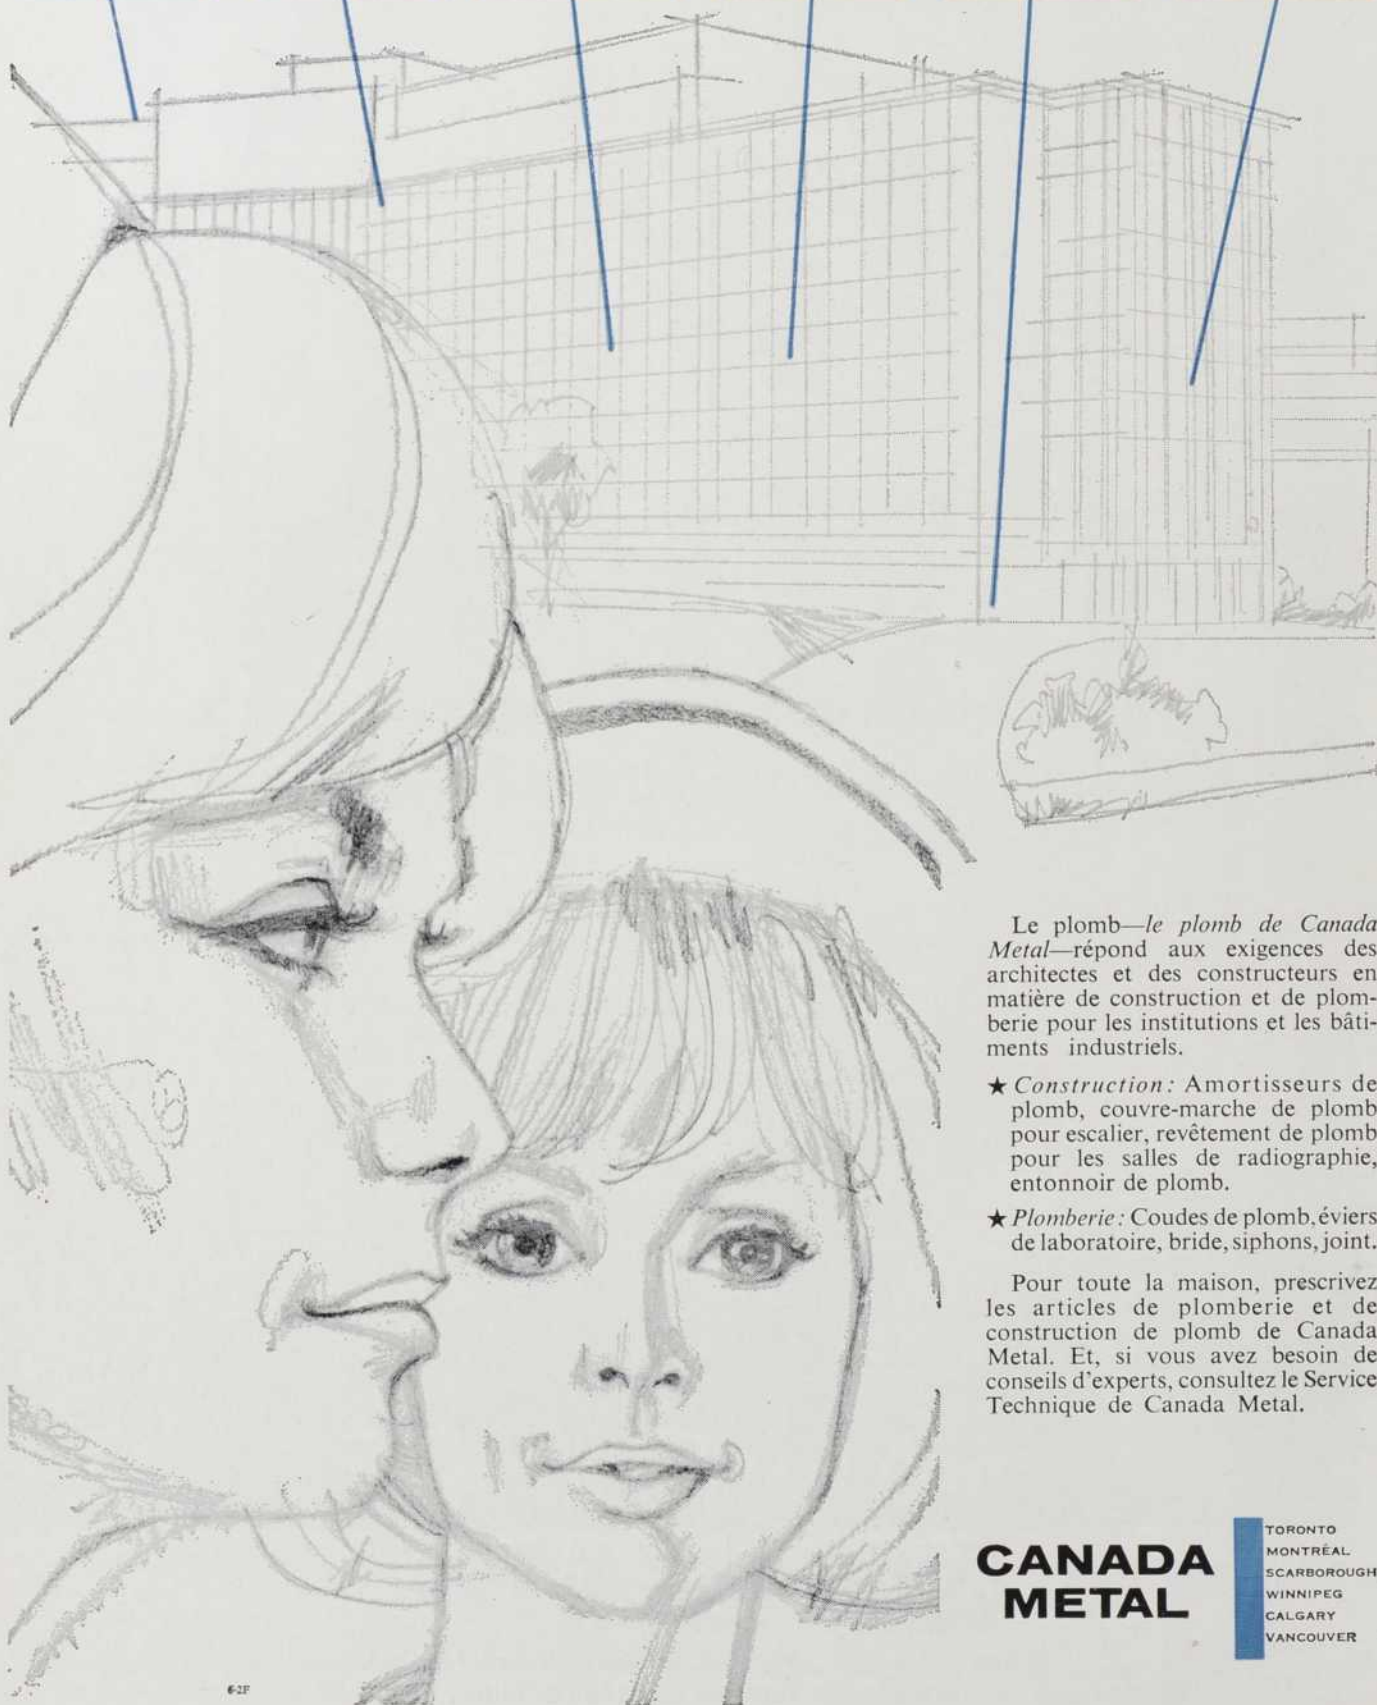 Le plomb—le plomb de Canada
Metal—répond aux exigences des
architectes et des constructeurs en
matière de construction et de plom-
berie pour les institutions et les bâti-
ments industriels.
★ Construction: Amortisseurs de
plomb, couvre-marche de plomb
pour escalier, revêtement de plomb
pour les salles de radiographie,
entonnoir de plomb.
★ Plomberie: Coudes de plomb, éviers
de laboratoire, bride, siphons, joint.
Pour toute la maison, prescrivez
les articles de plomberie et de
construction de plomb de Canada
Metal. Et, si vous avez besoin de
conseils d'experts, consultez le Service
Technique de Canada Metal.
CANADA
METAL
TORONTO
MONTRÉAL
SCARBOROUGH
WINNIPEG
CALGARY
VANCOUVER
6-2F